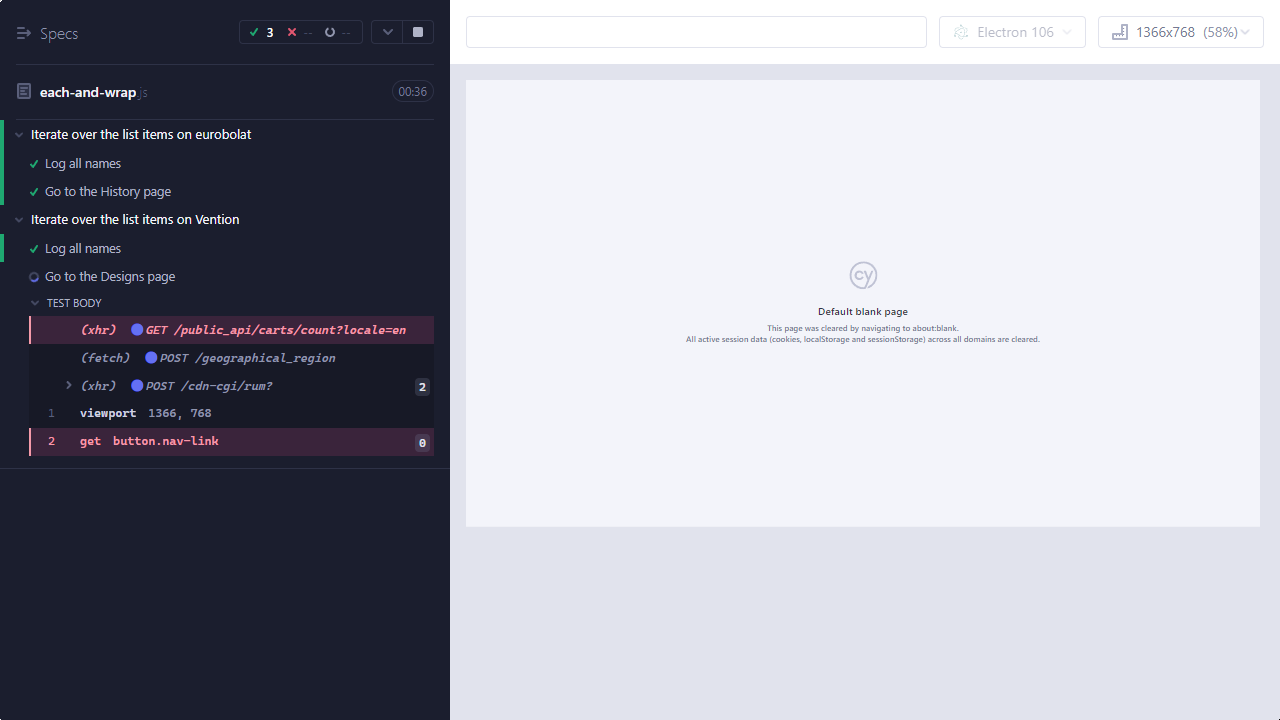 Specs
3 -- --
each-and-wrap.js
00:36
Iterate over the list items on eurobolat
Log all names
Go to the History page
Iterate over the list items on Vention
Log all names
Go to the Designs page
TEST BODY
(xhr) GET /public_api/carts/count?locale=en
(fetch) POST /geographical_region
(xhr) POST /cdn-cgi/rum? 2
1 viewport 1366, 768
2 get button.nav-link 0
Electron 106
1366x768 (58%)
cy
Default blank page
This page was cleared by navigating to about:blank.
All active session data (cookies, localStorage and sessionStorage) across all domains are cleared.